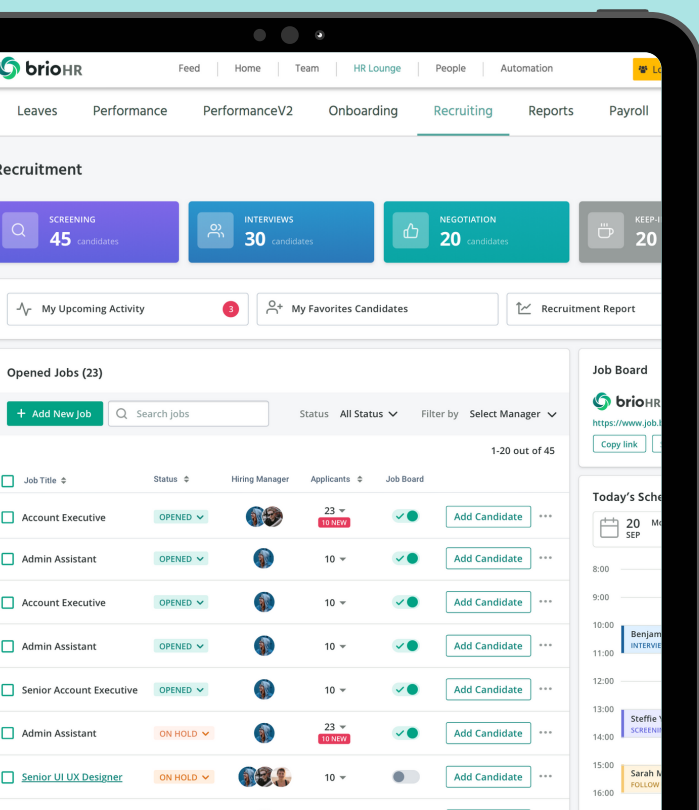 brioHR Feed Home Team HR Lounge People Automation
Leaves Performance PerformanceV2 Onboarding Recruiting Reports Payroll
Recruitment
SCREENING
45 candidates
INTERVIEWS
30 candidates
NEGOTIATION
20 candidates
20
My Upcoming Activity 3
My Favorites Candidates
Recruitment Report
Opened Jobs (23)
+ Add New Job Search jobs Status All Status Filter by Select Manager
1-20 out of 45
Job Title Status Hiring Manager Applicants Job Board
Account Executive OPENED 23 10 NEW Add Candidate
Admin Assistant OPENED 10 Add Candidate
Account Executive OPENED 10 Add Candidate
Admin Assistant OPENED 10 Add Candidate
Senior Account Executive OPENED 10 Add Candidate
Admin Assistant ON HOLD 23 10 NEW Add Candidate
Senior UI UX Designer ON HOLD 10 Add Candidate
Job Board
brioHR
https://www.job.
Copy link
Today's Sche
20 Mo
SEP
8:00
9:00
10:00
Benjam
INTERVIE
11:00
12:00
13:00
Steffie
SCREENIN
14:00
15:00
Sarah M
FOLLOW
16:00